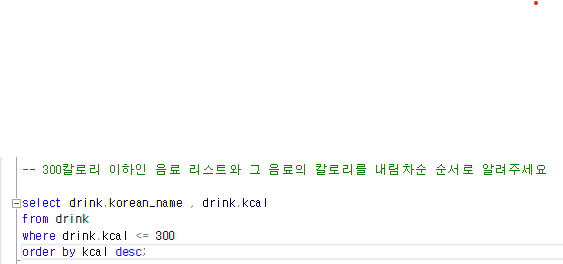 -- 300칼로리 이하인 음료 리스트와 그 음료의 칼로리를 내림차순 순서로 알려주세요
select drink.korean_name , drink.kcal
from drink
where drink.kcal <= 300
order by kcal desc;